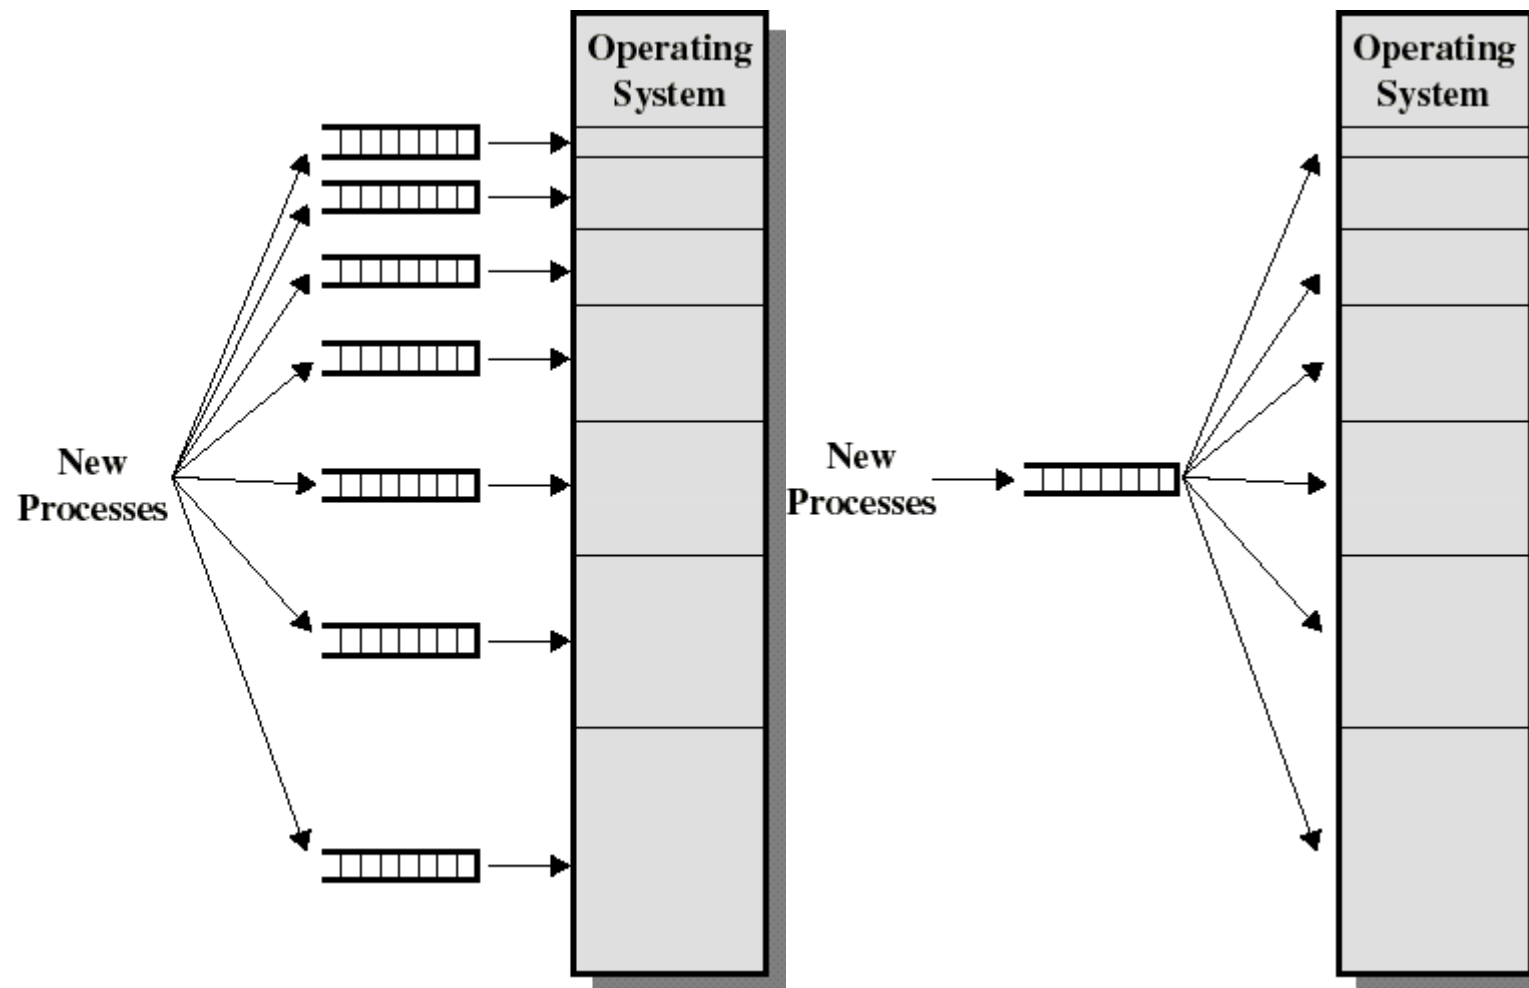 Operating
System
New
Processes
Operating
System
New
Processes